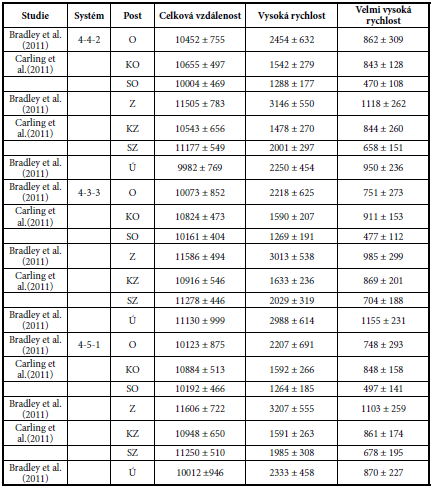 Studie Systém Post Celková vzdálenost Vysoká rychlost Velmi vysoká
rychlost
Bradley et al.
(2011) 4-4-2 O 10452 ± 755 2454 ± 632 862 ± 309
Carling et
al.(2011) KO 10655 ± 497 1542 ± 279 843 ± 128
SO 10004 ± 469 1288 ± 177 470 ± 108
Bradley et al.
(2011) Z 11505 ± 783 3146 ± 550 1118 ± 262
Carling et
al.(2011) KZ 10543 ± 656 1478 ± 270 844 ± 260
SZ 11177 ± 549 2001 ± 297 658 ± 151
Bradley et al.
(2011) Ú 9982 ± 769 2250 ± 454 950 ± 236
Bradley et al.
(2011) 4-3-3 O 10073 ± 852 2218 ± 625 751 ± 273
Carling et
al.(2011) KO 10824 ± 473 1590 ± 207 911 ± 153
SO 10161 ± 404 1269 ± 191 477 ± 112
Bradley et al.
(2011) Z 11586 ± 494 3013 ± 538 985 ± 299
Carling et
al.(2011) KZ 10916 ± 546 1633 ± 236 869 ± 201
SZ 11278 ± 446 2029 ± 319 704 ± 188
Bradley et al.
(2011) Ú 11130 ± 999 2988 ± 614 1155 ± 231
Bradley et al.
(2011) 4-5-1 O 10123 ± 875 2207 ± 691 748 ± 293
Carling et
al.(2011) KO 10884 ± 513 1592 ± 266 848 ± 158
SO 10192 ± 466 1264 ± 185 497 ± 141
Bradley et al.
(2011) Z 11606 ± 722 3207 ± 555 1103 ± 259
Carling et
al.(2011) KZ 10948 ± 650 1591 ± 263 861 ± 174
SZ 11250 ± 510 1985 ± 308 678 ± 195
Bradley et al.
(2011) Ú 10012 ±946 2333 ± 458 870 ± 227